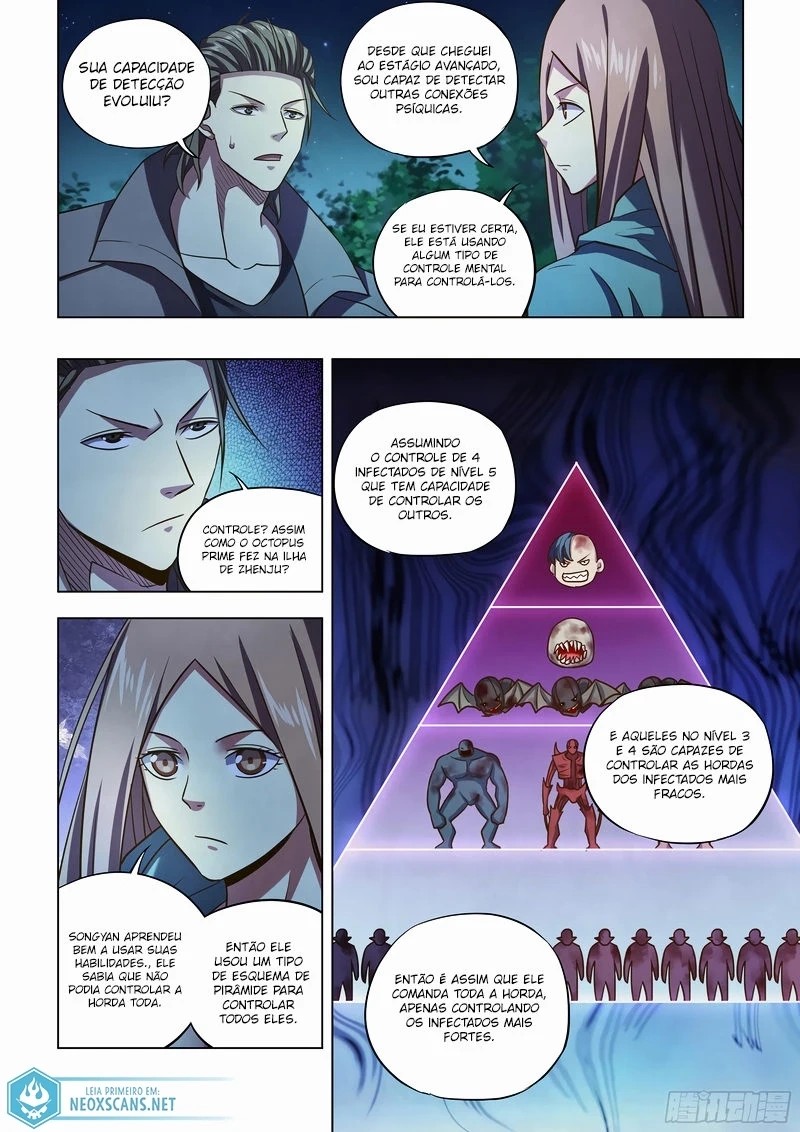 SUA CAPACIDADE
DE DETECÇÃO
EVOLUIU?
DESDE QUE CHEGUEI
AO ESTÁGIO AVANÇADO,
SOU CAPAZ DE DETECTAR
OUTRAS CONEXÕES
PSÍQUICAS.
SE EU ESTIVER CERTA,
ELE ESTÁ USANDO
ALGUM TIPO DE
CONTROLE MENTAL
PARA CONTROLÁ-LOS.
CONTROLE? ASSIM
COMO O OCTOPUS
PRIME FEZ NA ILHA
DE ZHENJU?
ASSUMINDO
O CONTROLE DE 4
INFECTADOS DE NÍVEL 5
QUE TEM CAPACIDADE
DE CONTROLAR OS
OUTROS.
E AQUELES NO NÍVEL 3
E 4 SÃO CAPAZES DE
CONTROLAR AS HORDAS
DOS INFECTADOS MAIS
FRACOS.
SONGYAN APRENDEU
BEM A USAR SUAS
HABILIDADES., ELE
SABIA QUE NÃO
PODIA CONTROLAR A
HORDA TODA.
ENTÃO ELE
USOU UM TIPO
DE ESQUEMA DE
PIRÂMIDE PARA
CONTROLAR
TODOS ELES.
ENTÃO É ASSIM QUE ELE
COMANDA TODA A HORDA,
APENAS CONTROLANDO
OS INFECTADOS MAIS
FORTES.
LEIA PRIMEIRO EM:
NEOXSCANS.NET
腾讯动漫